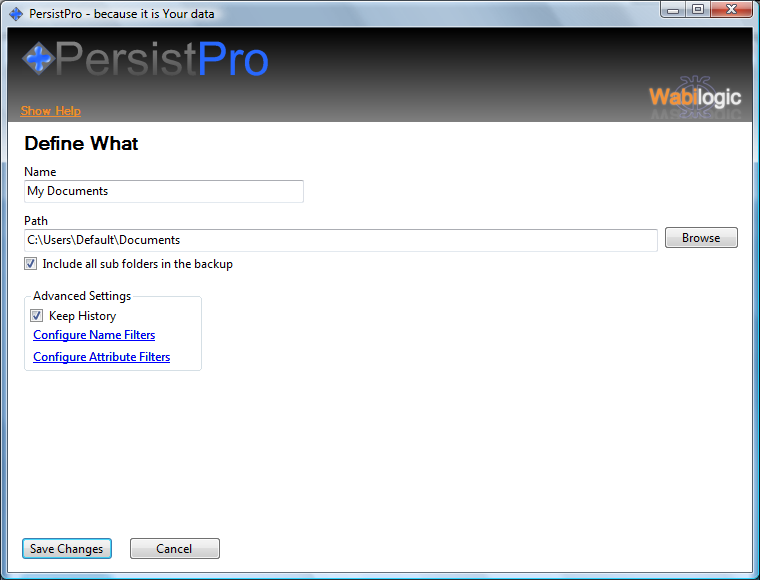 PersistPro - because it is Your data
PersistPro
Show Help
Wabilogic
Define What
Name
My Documents
Path
C:\Users\Default\Documents
Browse
Include all sub folders in the backup
Advanced Settings
Keep History
Configure Name Filters
Configure Attribute Filters
Save Changes
Cancel